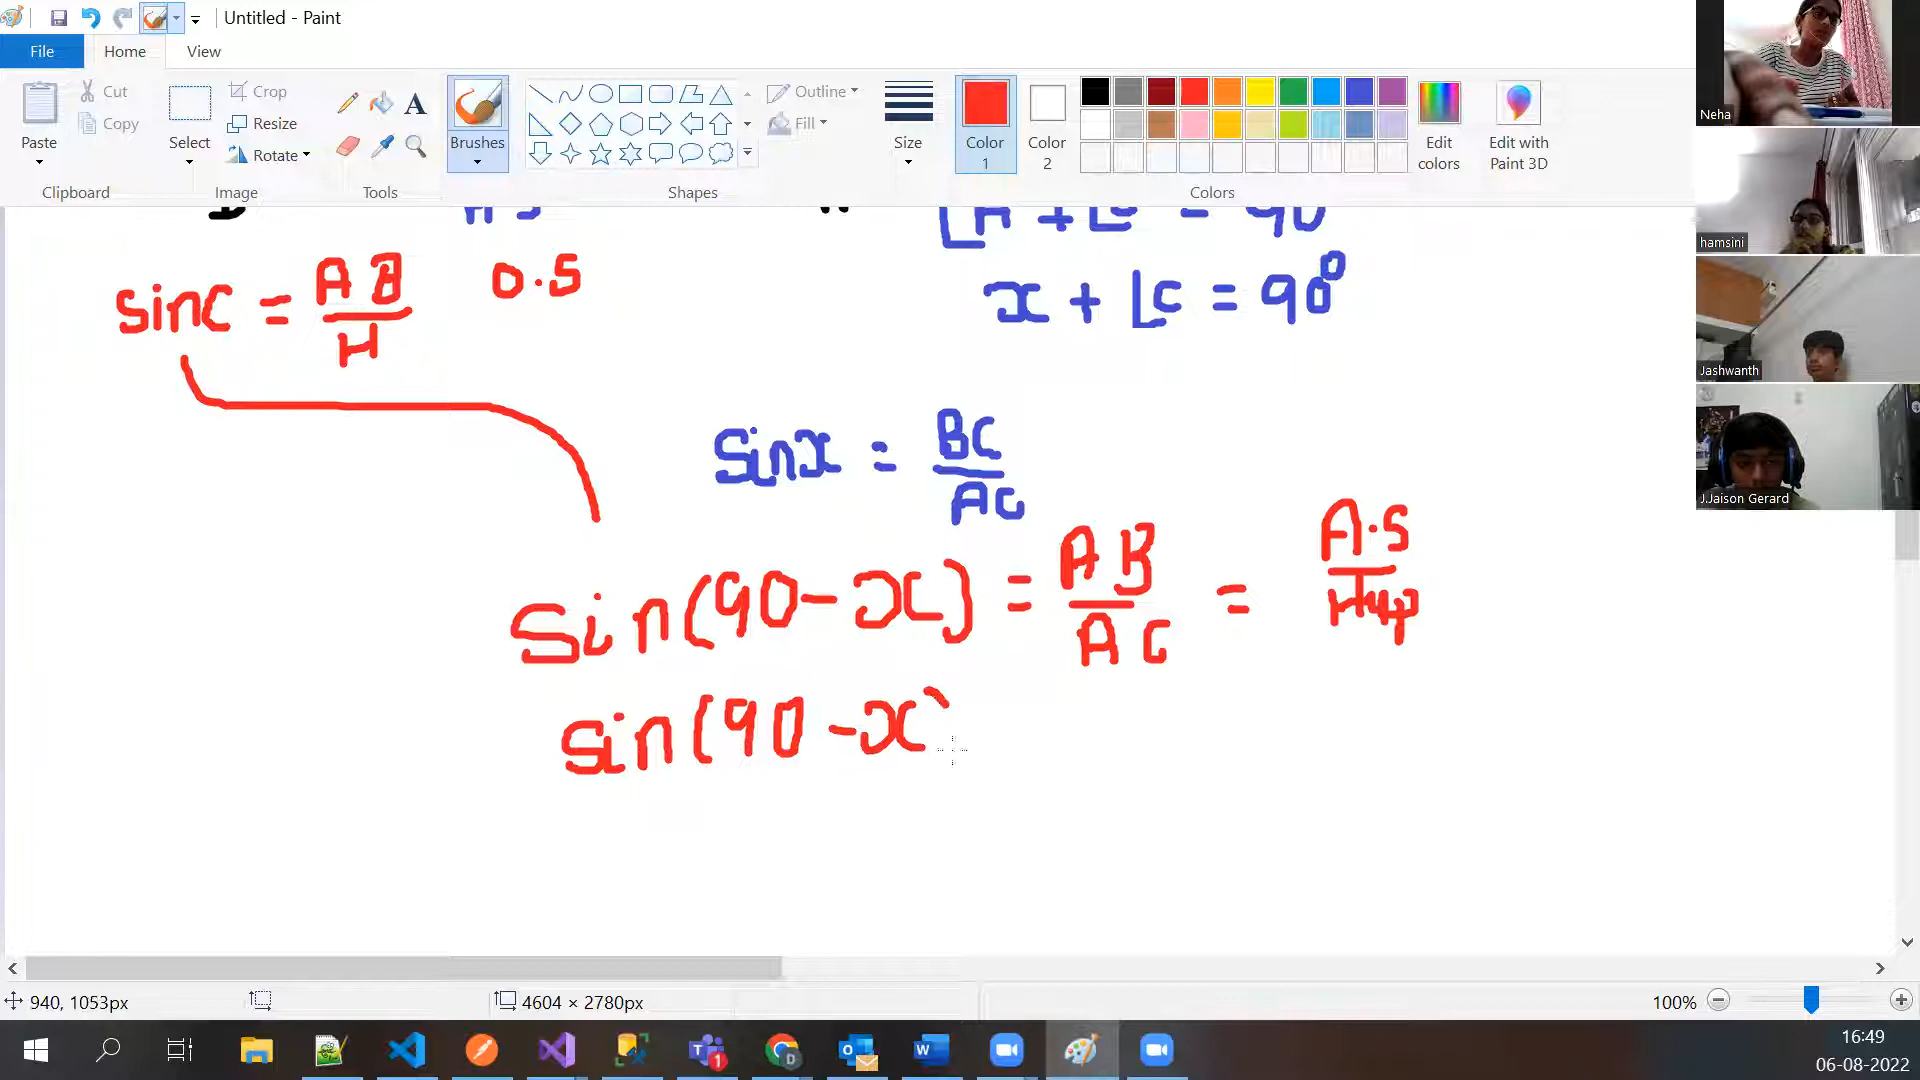 Untitled - Paint
File
Home
View
Paste
Cut
Copy
Clipboard
Select
Crop
Resize
Rotate
Image
Tools
Brushes
Shapes
Outline
Fill
Size
Color 1
Color 2
Edit colors
Edit with Paint 3D
Colors
Neha
hamsini
Jashwanth
J.Jaison Gerard
∟A + ∟C = 90
x + ∟C = 90⁰
sinC = AB/H
0.S
Sinx = BC/AC
Sin(90-x) = AB/AC = A.S/Hyp
sin(90-x)
940, 1053px
4604 × 2780px
100%
16:49
06-08-2022